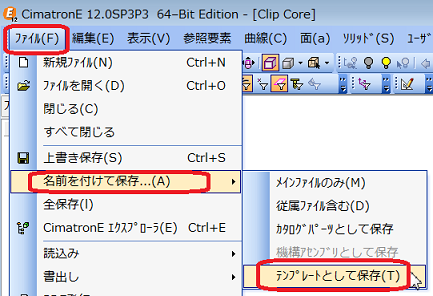 CimatronE 12.0SP3P3 64-Bit Edition - [Clip Core]
ﾌｧｲﾙ(F) 編集(E) 表示(V) 参照要素 曲線(C) 面(a) ｿﾘｯﾄﾞ(S) ﾕｰｻﾞ
新規ファイル(N) Ctrl+N
ファイルを開く(D) Ctrl+O
閉じる(C)
すべて閉じる
上書き保存(S) Ctrl+S
名前を付けて保存...(A)
全保存(l)
CimatronE ｴｸｽﾌﾟﾛｰﾗ(E) Ctrl+E
読込み
書出し
メインファイルのみ(M)
従属ファイル含む(D)
ｶﾀﾛｸﾞﾊﾟｰﾂとして保存
機構ｱｾﾝﾌﾞﾘとして保存
ﾃﾝﾌﾟﾚｰﾄとして保存(T)